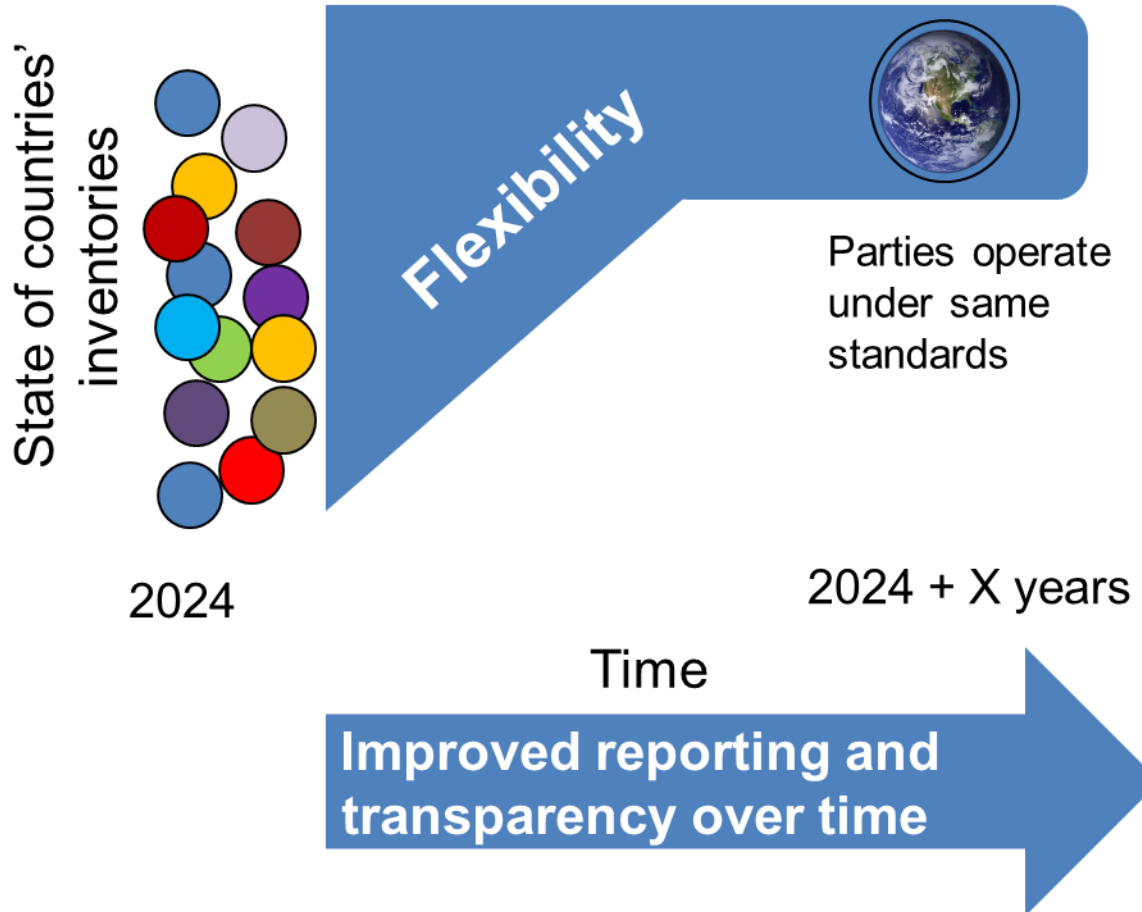 State of countries'
inventories
Flexibility
Parties operate
under same
standards
2024
2024 + X years
Time
Improved reporting and
transparency over time